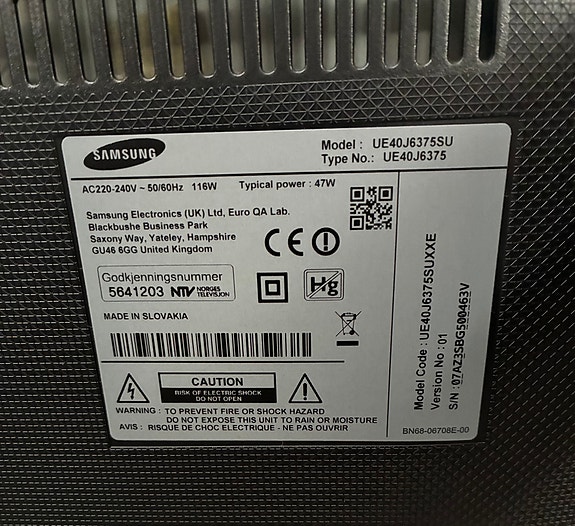 SAMSUNG
Model : UE40J6375SU
Type No.: UE40J6375
AC220-240V ~ 50/60Hz 116W Typical power : 47W
Samsung Electronics (UK) Ltd, Euro QA Lab.
Blackbushe Business Park
Saxony Way, Yateley, Hampshire
GU46 6GG United Kingdom
CE
Godkjenningsnummer
5641203 NTV NORGES TELEVISJON
Hg
MADE IN SLOVAKIA
CAUTION
RISK OF ELECTRIC SHOCK
DO NOT OPEN
WARNING : TO PREVENT FIRE OR SHOCK HAZARD
DO NOT EXPOSE THIS UNIT TO RAIN OR MOISTURE
AVIS : RISQUE DE CHOC ELECTRIQUE - NE PAS OUVRIR
Model Code : UE40J6375SUXXE
Version No : 01
S/N : 07AZ3SBG500463V
BN68-06708E-00